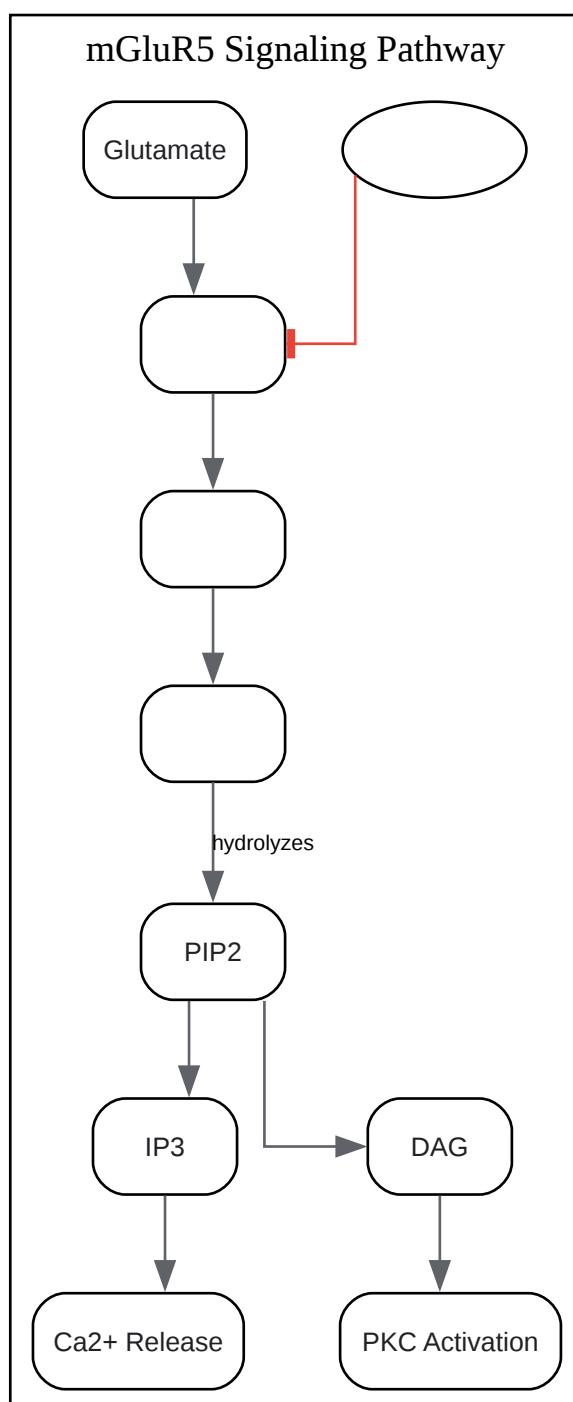 mGluR5 Signaling Pathway
Glutamate
hydrolyzes
PIP2
IP3
DAG
Ca2+ Release
PKC Activation